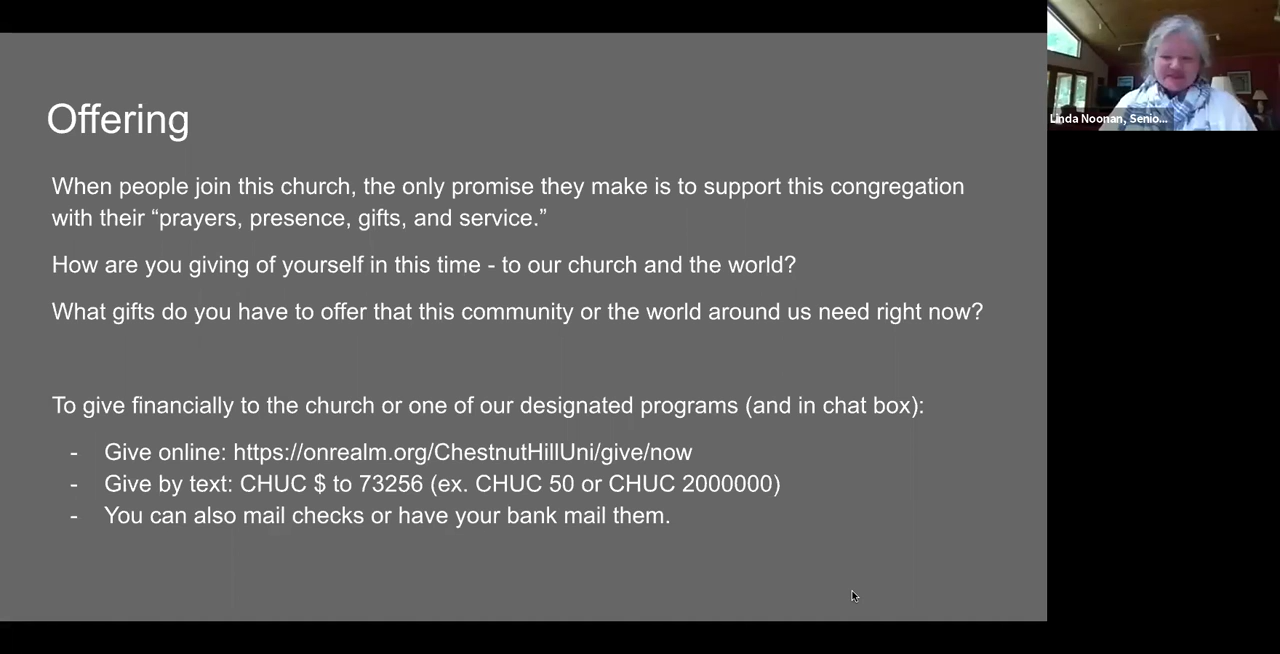 Offering
When people join this church, the only promise they make is to support this congregation
with their “prayers, presence, gifts, and service.”
How are you giving of yourself in this time - to our church and the world?
What gifts do you have to offer that this community or the world around us need right now?
To give financially to the church or one of our designated programs (and in chat box):
- Give online: https://onrealm.org/ChestnutHillUni/give/now
- Give by text: CHUC $ to 73256 (ex. CHUC 50 or CHUC 2000000)
- You can also mail checks or have your bank mail them.
Linda Noonan, Senio...